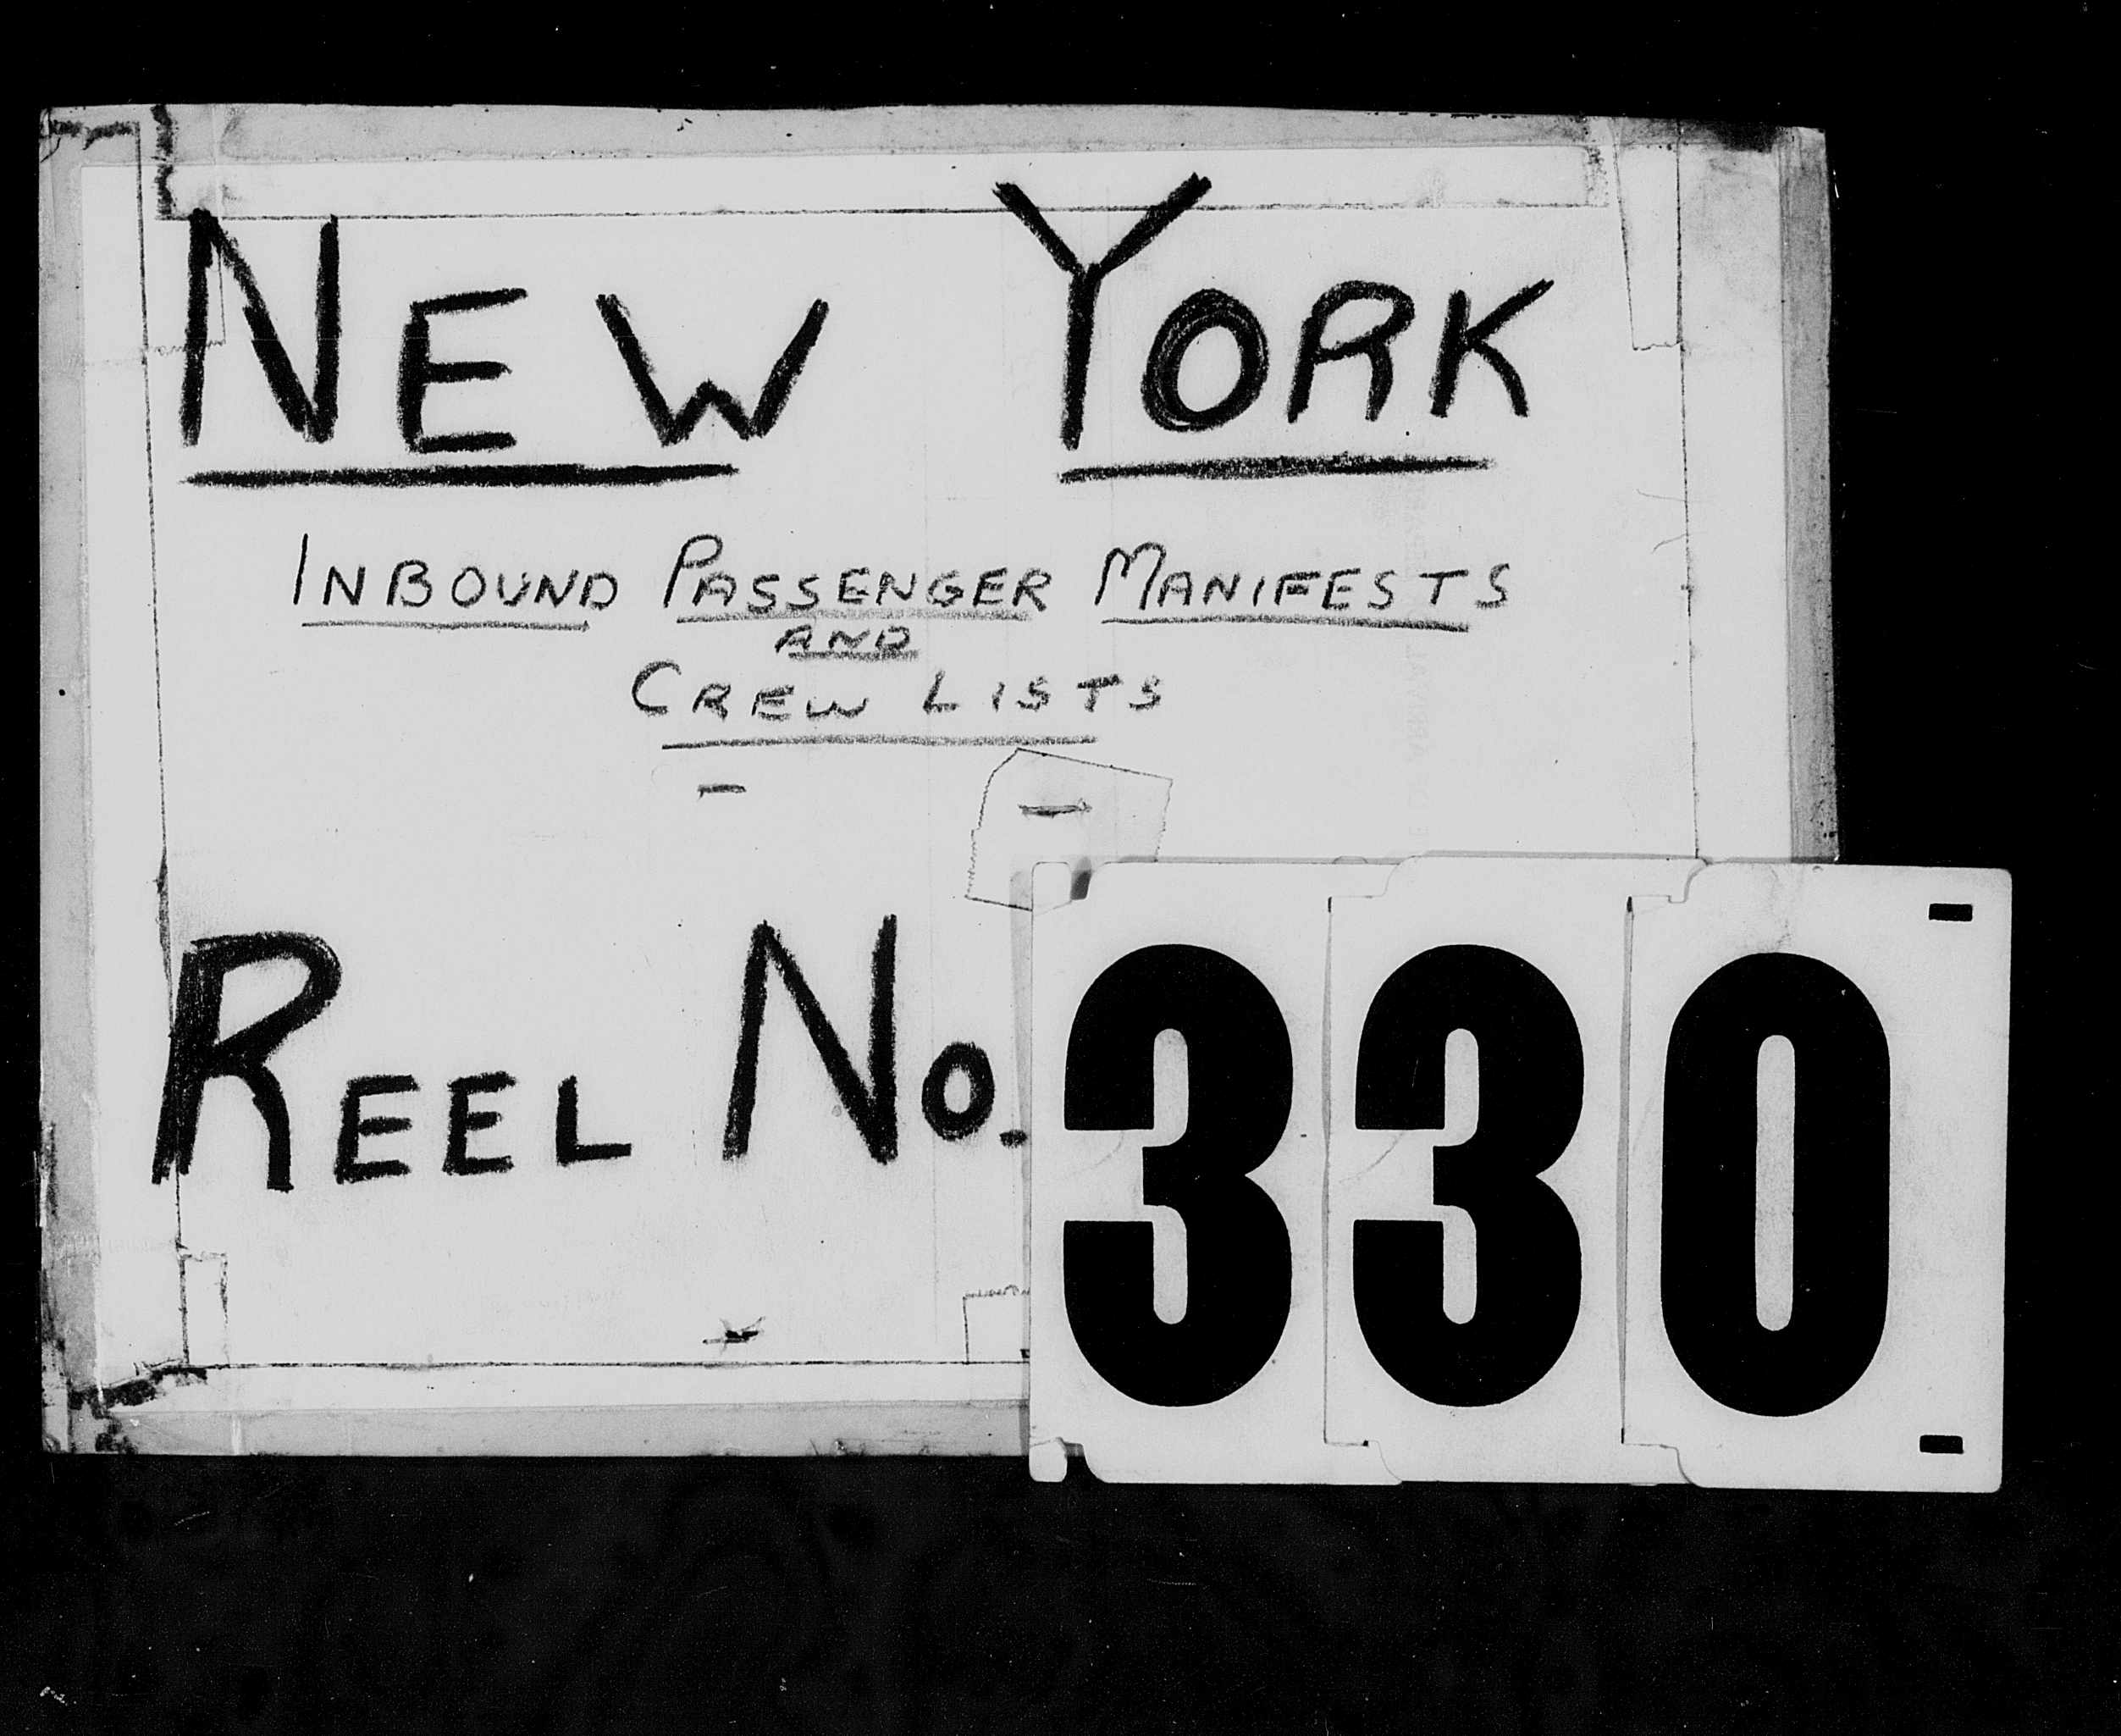 NEW YORK
INBOUND PASSENGER MANIFESTS
AND
CREW LISTS
REEL NO. 330